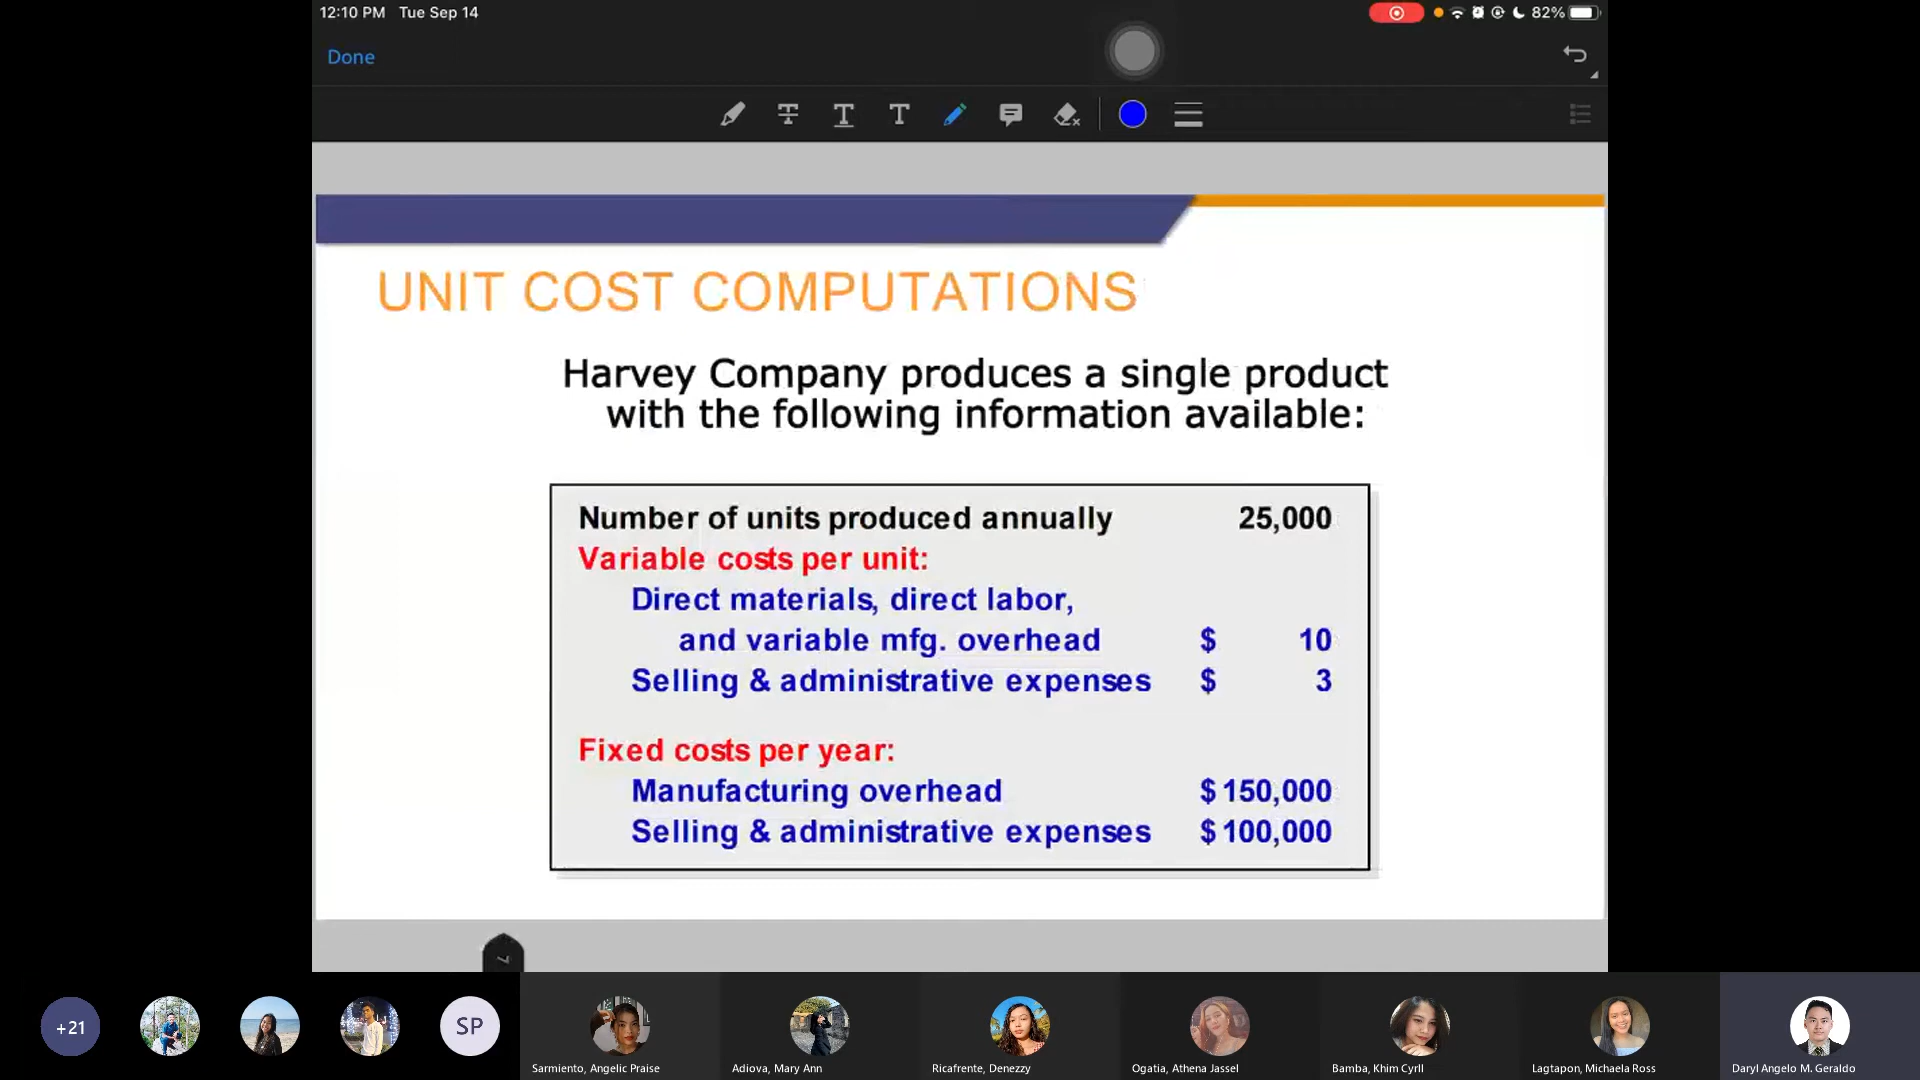 12:10 PM Tue Sep 14
82%
Done
T T T
UNIT COST COMPUTATIONS
Harvey Company produces a single product
with the following information available:
Number of units produced annually 25,000
Variable costs per unit:
Direct materials, direct labor,
and variable mfg. overhead $ 10
Selling & administrative expenses $ 3
Fixed costs per year:
Manufacturing overhead $ 150,000
Selling & administrative expenses $ 100,000
7
+21
SP
Sarmiento, Angelic Praise
Adiova, Mary Ann
Ricafrente, Denezzy
Ogatia, Athena Jassel
Bamba, Khim Cyrll
Lagtapon, Michaela Ross
Daryl Angelo M. Geraldo